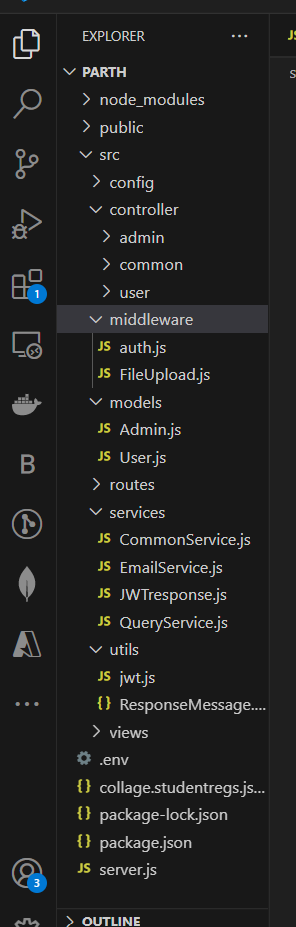 EXPLORER
PARTH
node_modules
public
src
config
controller
admin
common
user
middleware
JS auth.js
JS FileUpload.js
models
JS Admin.js
JS User.js
routes
services
JS CommonService.js
JS EmailService.js
JS JWTresponse.js
JS QueryService.js
utils
JS jwt.js
{} ResponseMessage....
views
.env
{} collage.studentregs.js...
{} package-lock.json
{} package.json
JS server.js
OUTLINE
1
B
3
JS
s